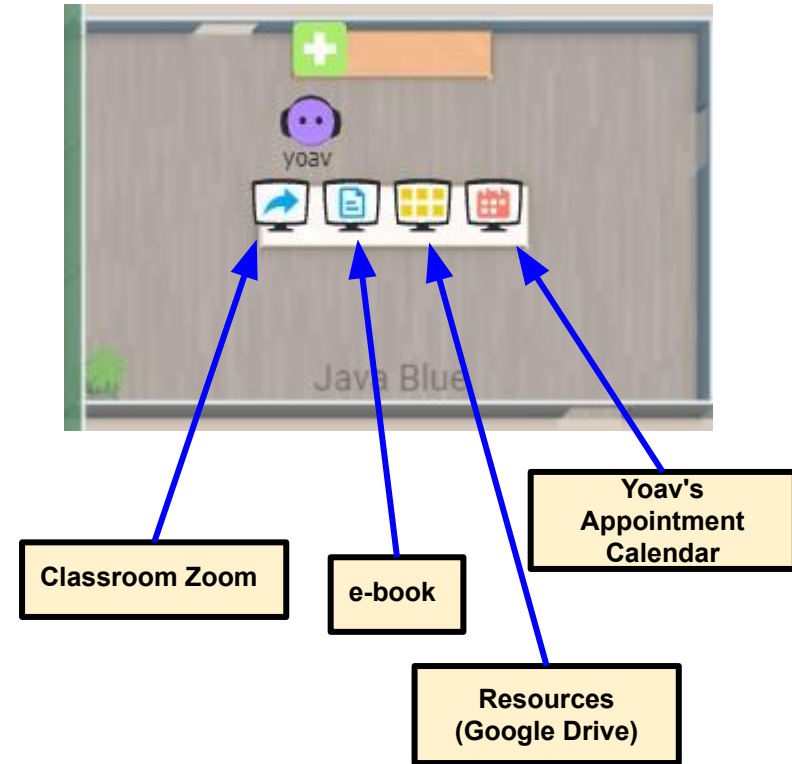 yoav
Java Blue
Yoav's
Appointment
Calendar
Classroom Zoom
e-book
Resources
(Google Drive)